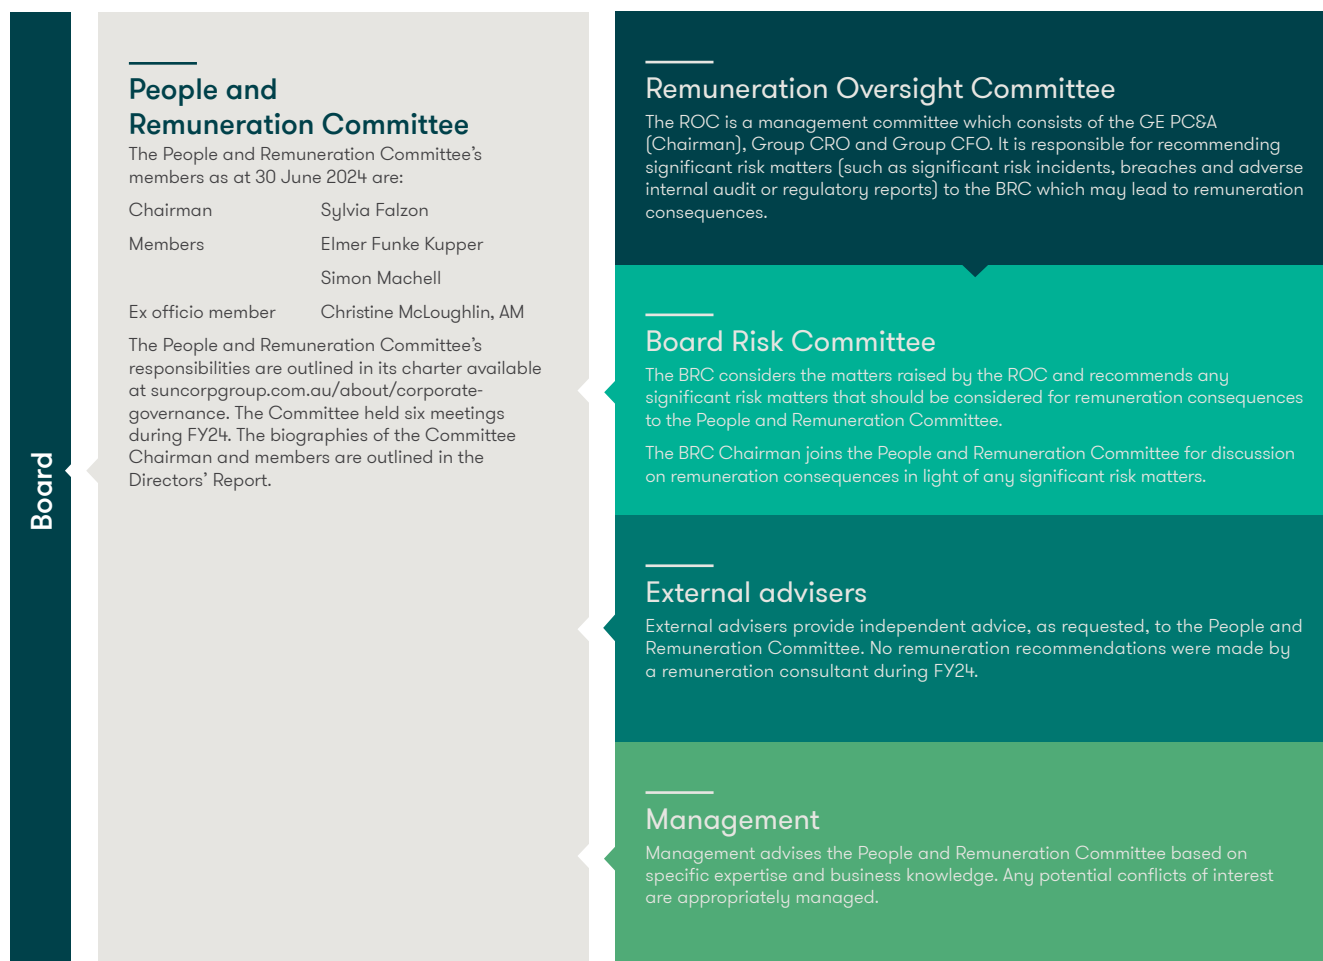 Board
People and
Remuneration Committee
The People and Remuneration Committee's
members as at 30 June 2024 are:
Chairman Sylvia Falzon
Members Elmer Funke Kupper
Simon Machell
Ex officio member Christine McLoughlin, AM
The People and Remuneration Committee's
responsibilities are outlined in its charter available
at suncorpgroup.com.au/about/corporate-
governance. The Committee held six meetings
during FY24. The biographies of the Committee
Chairman and members are outlined in the
Directors' Report.
Remuneration Oversight Committee
The ROC is a management committee which consists of the GE PC&A
(Chairman), Group CRO and Group CFO. It is responsible for recommending
significant risk matters (such as significant risk incidents, breaches and adverse
internal audit or regulatory reports) to the BRC which may lead to remuneration
consequences.
Board Risk Committee
The BRC considers the matters raised by the ROC and recommends any
significant risk matters that should be considered for remuneration consequences
to the People and Remuneration Committee.
The BRC Chairman joins the People and Remuneration Committee for discussion
on remuneration consequences in light of any significant risk matters.
External advisers
External advisers provide independent advice, as requested, to the People and
Remuneration Committee. No remuneration recommendations were made by
a remuneration consultant during FY24.
Management
Management advises the People and Remuneration Committee based on
specific expertise and business knowledge. Any potential conflicts of interest
are appropriately managed.